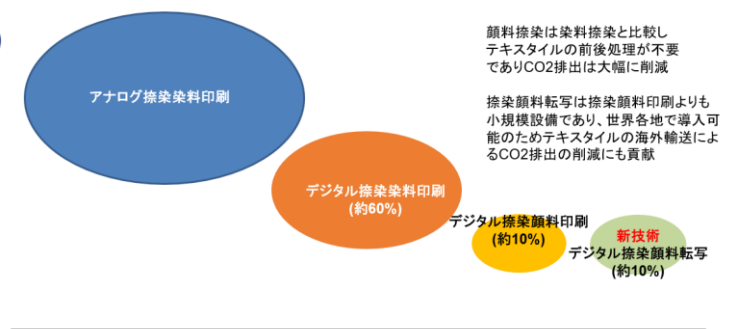 顔料捺染は染料捺染と比較し
テキスタイルの前後処理が不要
でありCO2排出は大幅に削減
アナログ捺染染料印刷
捺染顔料転写は捺染顔料印刷よりも
小規模設備であり、世界各地で導入可
能のためテキスタイルの海外輸送によ
るCO2排出の削減にも貢献
デジタル捺染染料印刷
(約60%)
デジタル捺染顔料印刷
(約10%)
新技術
デジタル捺染顔料転写
(約10%)